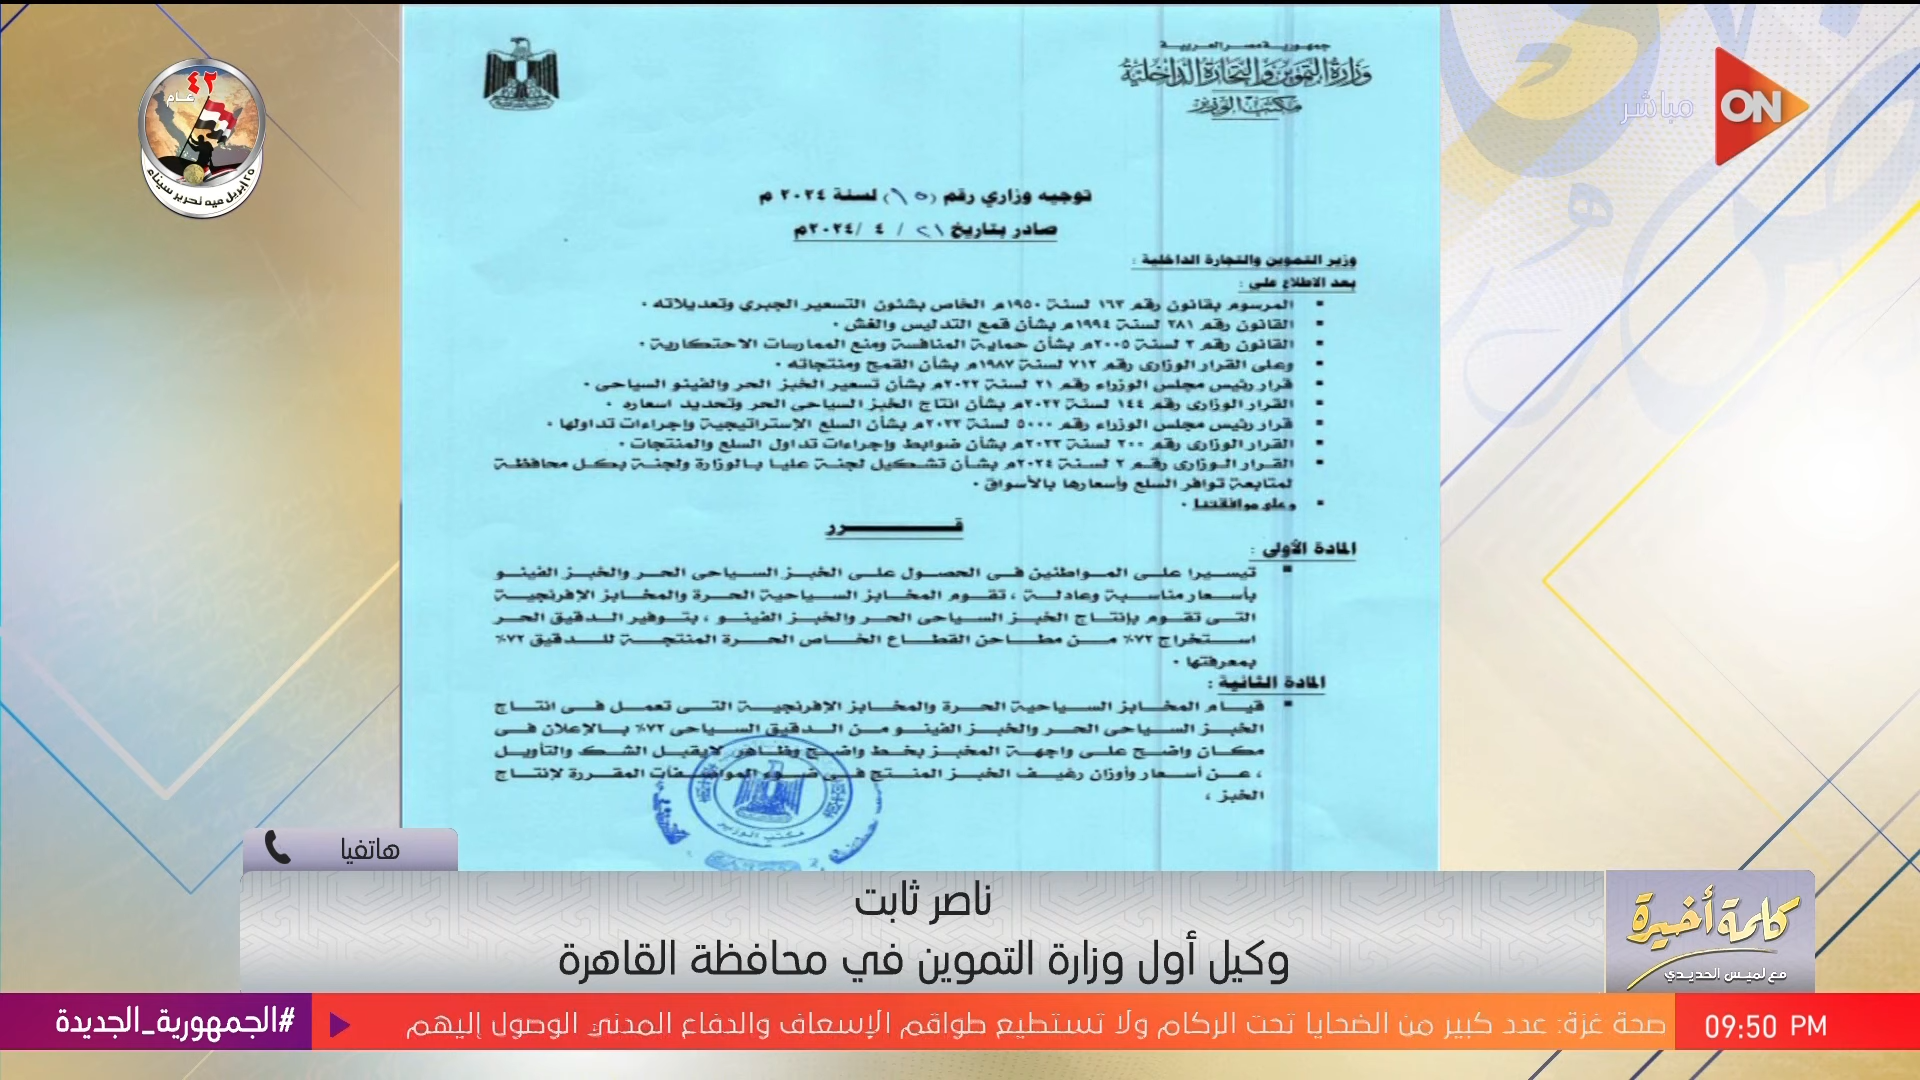 ٤٢
عام
٢٥ أبريل عيد تحرير سيناء
مباشر
ON
جمهورية مصر العربية
وزارة التموين والتجارة الداخلية
مكتب الوزير
توجيه وزاري رقم (١٥) لسنة ٢٠٢٤ م
صادر بتاريخ ٢١ / ٤ /٢٠٢٤م
وزير التموين والتجارة الداخلية :
بعد الاطلاع على :
▪ المرسوم بقانون رقم ١٦٣ لسنة ١٩٥٠م الخاص بشئون التسعير الجبري وتعديلاته .
▪ القانون رقم ٢٨١ لسنة ١٩٩٤م بشأن قمع التدليس والغش .
▪ القانون رقم ٣ لسنة ٢٠٠٥م بشأن حماية المنافسة ومنع الممارسات الاحتكارية .
▪ وعلى القرار الوزارى رقم ٧١٢ لسنة ١٩٨٧م بشأن القمح ومنتجاته .
▪ قرار رئيس مجلس الوزراء رقم ٢١ لسنة ٢٠٢٢م بشأن تسعير الخبز الحر والفينو السياحى .
▪ القرار الوزارى رقم ١٤٤ لسنة ٢٠٢٢م بشأن انتاج الخبز السياحى الحر وتحديد اسعاره .
▪ قرار رئيس مجلس الوزراء رقم ٥٠٠٠ لسنة ٢٠٢٣م بشأن السلع الإستراتيجية وإجراءات تداولها .
▪ القرار الوزارى رقم ٢٠٠ لسنة ٢٠٢٣م بشأن ضوابط وإجراءات تداول السلع والمنتجات .
▪ القرار الوزارى رقم ٢ لسنة ٢٠٢٤م بشأن تشكيل لجنة عليا بالوزارة ولجنة بكل محافظة
لمتابعة توافر السلع وأسعارها بالأسواق .
▪ وعلى موافقتنا .
قـــــــــرر
المادة الأولى :
▪ تيسيرا على المواطنين فى الحصول على الخبز السياحى الحر والخبز الفينو
بأسعار مناسبة وعادلة ، تقوم المخابز السياحية الحرة والمخابز الإفرنجية
التى تقوم بإنتاج الخبز السياحى الحر والخبز الفينو ، بتوفير الدقيق الحر
استخراج ٧٢% من مطاحن القطاع الخاص الحرة المنتجة للدقيق ٧٢%
بمعرفتها .
المادة الثانية :
▪ قيام المخابز السياحية الحرة والمخابز الإفرنجية التى تعمل فى انتاج
الخبز السياحى الحر والخبز الفينو من الدقيق السياحى ٧٢% بالإعلان فى
مكان واضح على واجهة المخبز بخط واضح وظاهر لايقبل الشك والتأويل
، عن أسعار وأوزان رغيف الخبز المنتج فى ضوء المواصفات المقررة لإنتاج
الخبز ،
مكتب الوزير
هاتفيا
ناصر ثابت
وكيل أول وزارة التموين في محافظة القاهرة
كلمة أخيرة
مع لميس الحديدي
09:50 PM
صحة غزة: عدد كبير من الضحايا تحت الركام ولا تستطيع طواقم الإسعاف والدفاع المدني الوصول إليهم
#الجمهورية_الجديدة